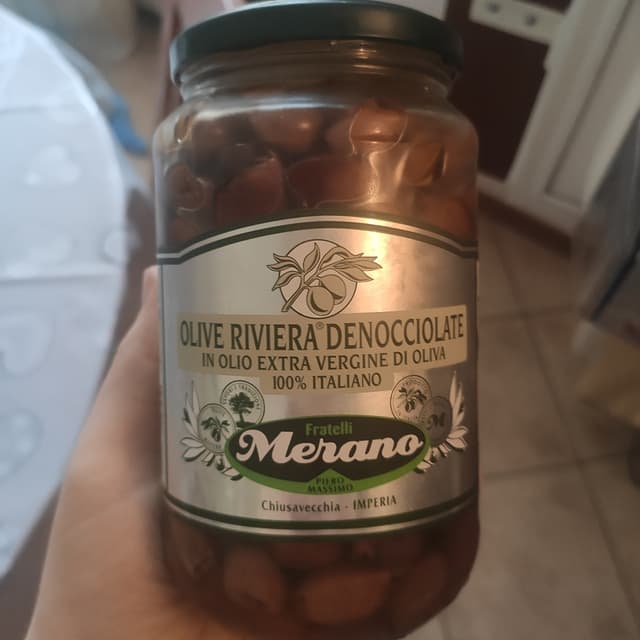 OLIVE RIVIERA® DENOCCIOLATE
IN OLIO EXTRA VERGINE DI OLIVA
100% ITALIANO
Fratelli
Merano
PIERO
MASSIMO
Chiusavecchia - IMPERIA
M